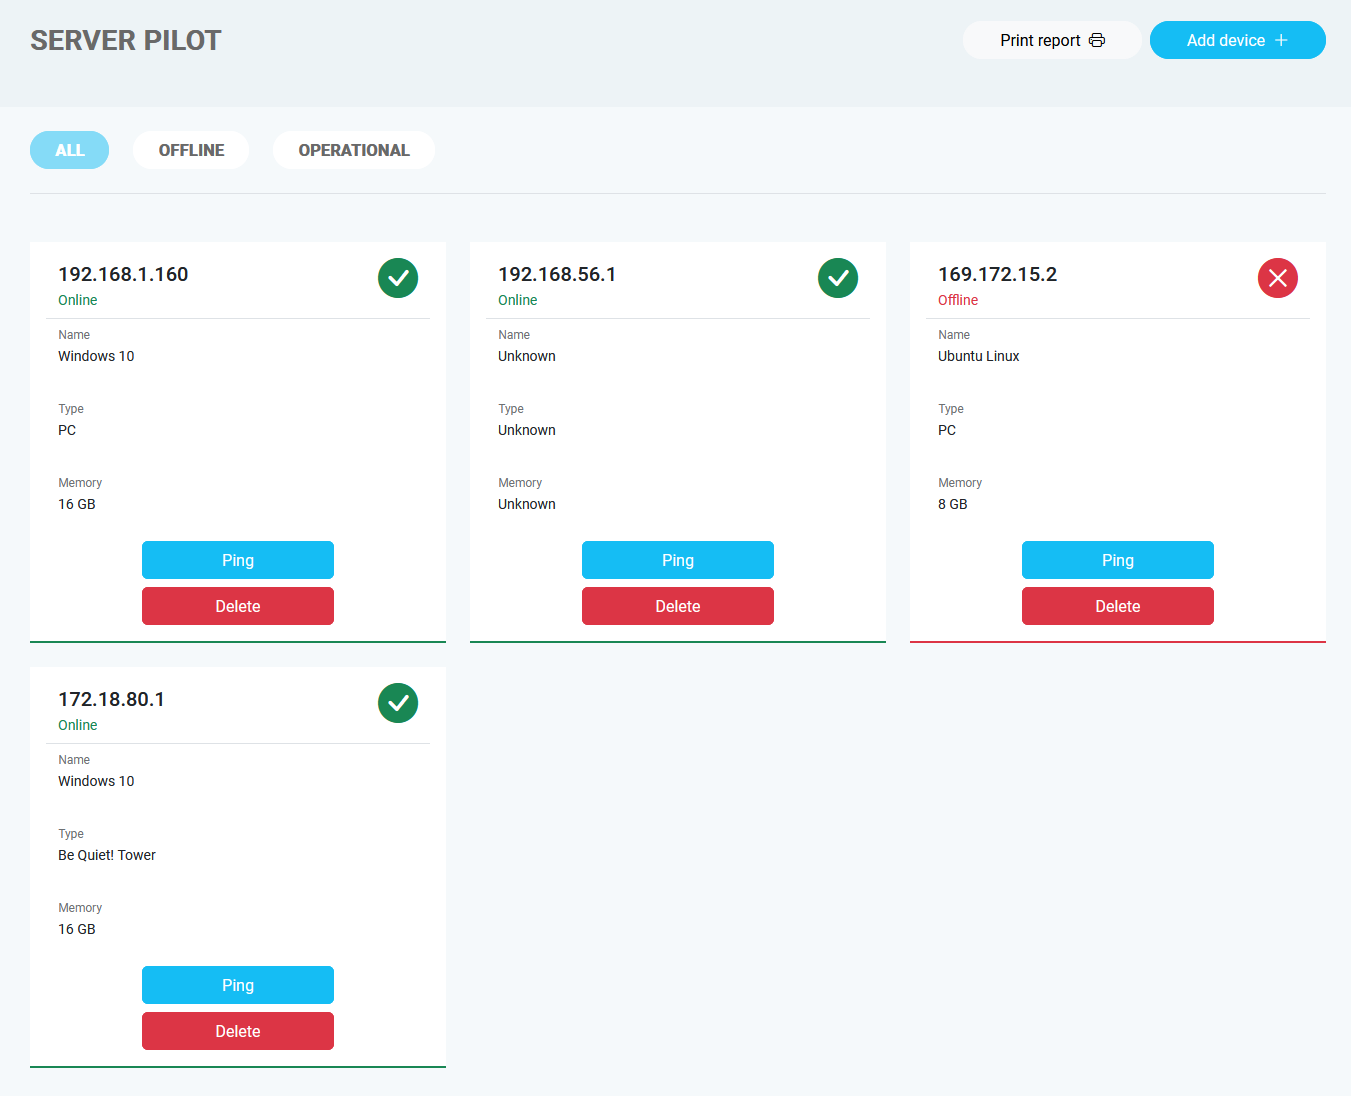 SERVER PILOT
Print report
Add device
ALL
OFFLINE
OPERATIONAL
192.168.1.160
Online
Name
Windows 10
Type
PC
Memory
16 GB
Ping
Delete
192.168.56.1
Online
Name
Unknown
Type
Unknown
Memory
Unknown
Ping
Delete
169.172.15.2
Offline
Name
Ubuntu Linux
Type
PC
Memory
8 GB
Ping
Delete
172.18.80.1
Online
Name
Windows 10
Type
Be Quiet! Tower
Memory
16 GB
Ping
Delete